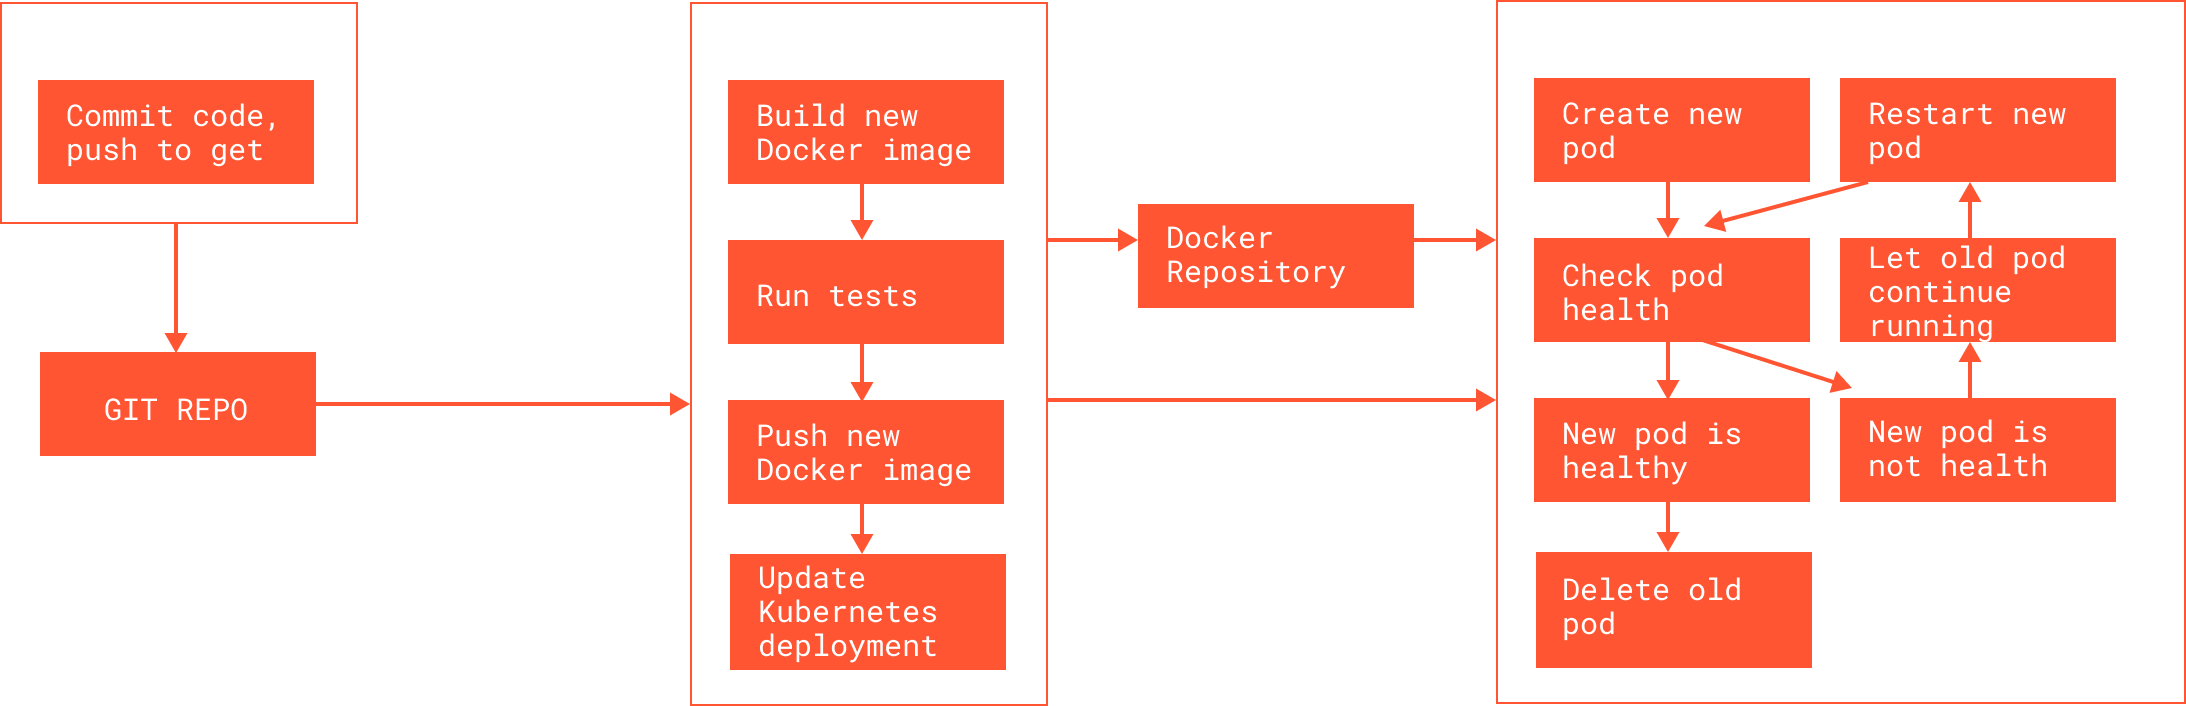 Commit code,
push to get
GIT REPO
Build new
Docker image
Run tests
Push new
Docker image
Update
Kubernetes
deployment
Docker
Repository
Create new
pod
Restart new
pod
Check pod
health
Let old pod
continue
running
New pod is
healthy
New pod is
not health
Delete old
pod